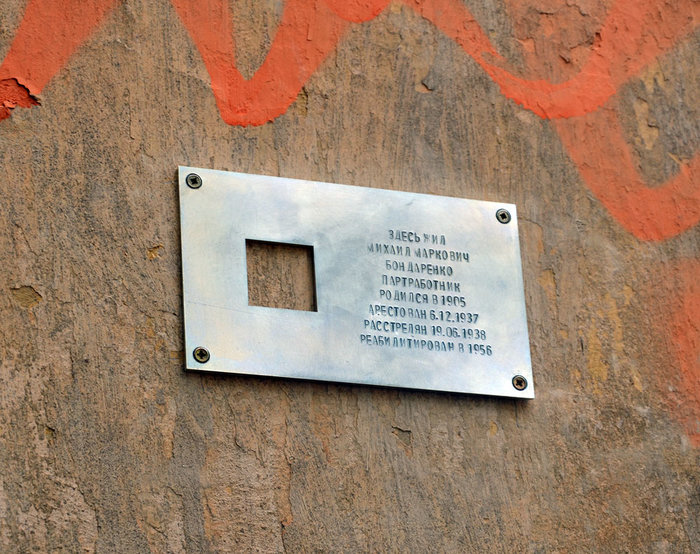 ЗДЕСЬ ЖИЛ
МИХАИЛ МАРКОВИЧ
БОНДАРЕНКО
ПАРТРАБОТНИК
РОДИЛСЯ В 1905
АРЕСТОВАН 6.12.1937
РАССТРЕЛЯН 19.06.1938
РЕАБИЛИТИРОВАН В 1956